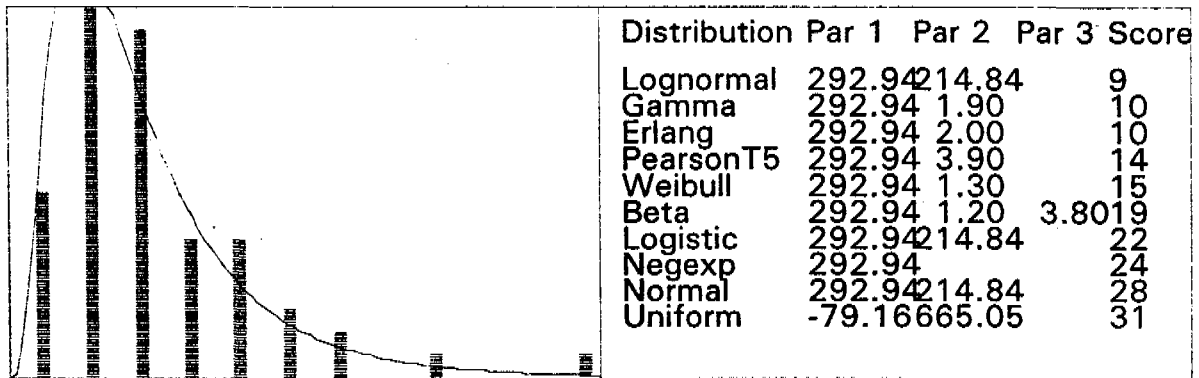 Distribution Par 1 Par 2 Par 3 Score
Lognormal 292.94 214.84 9
Gamma 292.94 1.90 10
Erlang 292.94 2.00 10
PearsonT5 292.94 3.90 14
Weibull 292.94 1.30 15
Beta 292.94 1.20 3.80 19
Logistic 292.94 214.84 22
Negexp 292.94 24
Normal 292.94 214.84 28
Uniform -79.16 665.05 31